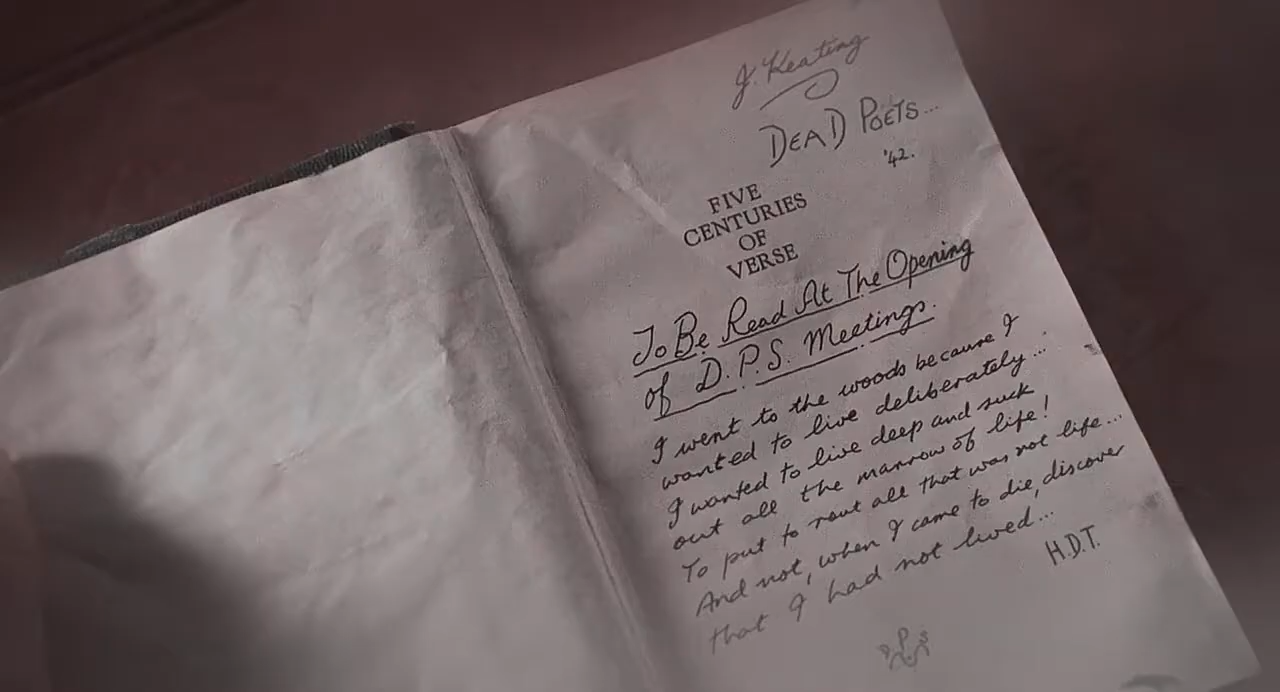 J. Keating
DEAD POETS...
'42.
FIVE
CENTURIES
OF
VERSE
To Be Read At The Opening
of D.P.S. Meetings.
I went to the woods because I
wanted to live deliberately...
I wanted to live deep and suck
out all the marrow of life!
To put to rout all that was not life...
And not, when I came to die, discover
that I had not lived...
H.D.T.
DPS